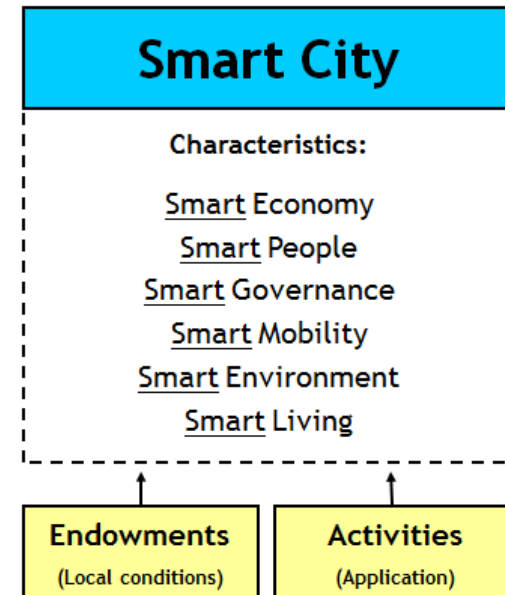 Smart City
Characteristics:
Smart Economy
Smart People
Smart Governance
Smart Mobility
Smart Environment
Smart Living
Endowments
(Local conditions)
Activities
(Application)